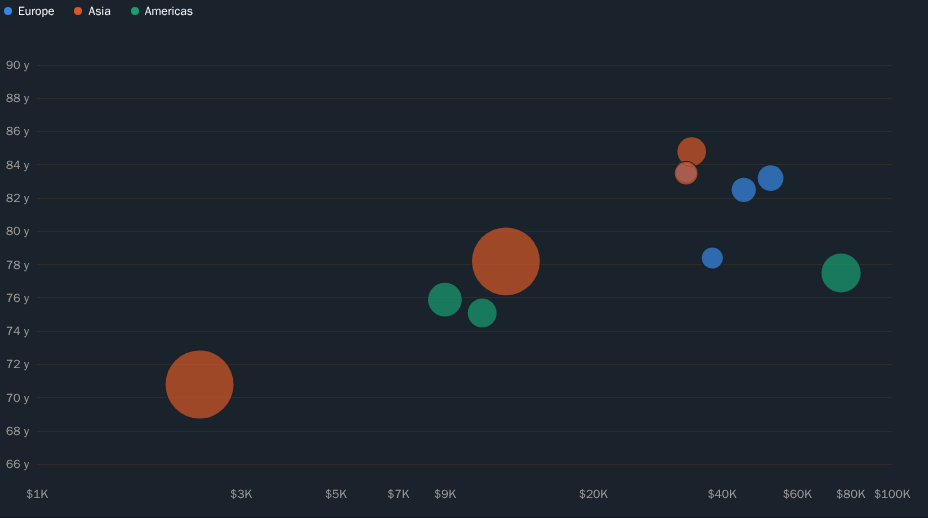 Europe Asia Americas
90 y
88 y
86 y
84 y
82 y
80 y
78 y
76 y
74 y
72 y
70 y
68 y
66 y
$1K $3K $5K $7K $9K $20K $40K $60K $80K $100K